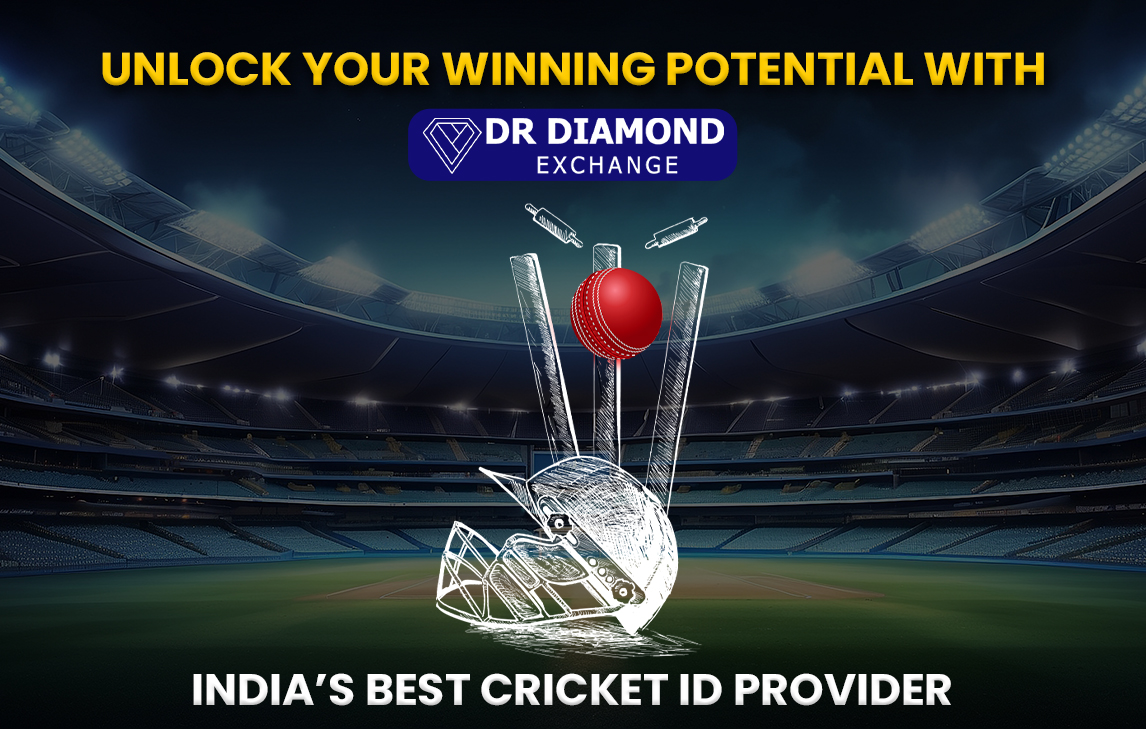 UNLOCK YOUR WINNING POTENTIAL WITH
DR DIAMOND
EXCHANGE
INDIA'S BEST CRICKET ID PROVIDER